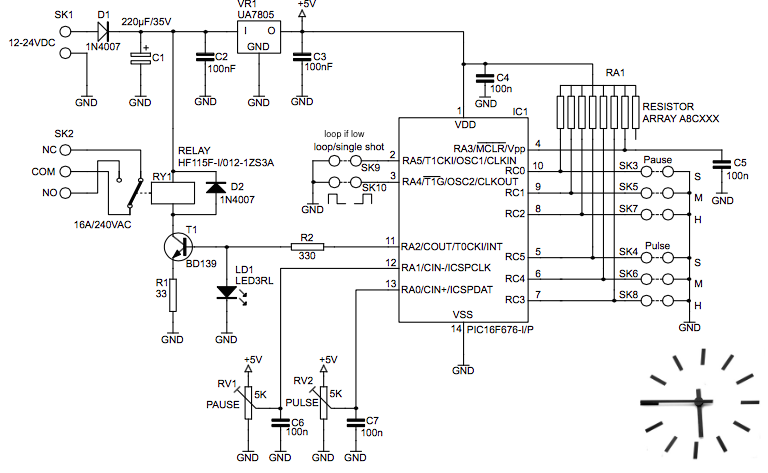 SK1
12-24VDC
D1
1N4007
220µF/35V
+
C1
GND
GND
C2
100nF
GND
VR1
UA7805
I
O
GND
GND
+5V
C3
100nF
GND
C4
100n
GND
RA1
RESISTOR
ARRAY A8CXXX
IC1
1
VDD
SK2
NC
COM
NO
16A/240VAC
RELAY
HF115F-I/012-1ZS3A
RY1
D2
1N4007
loop if low
loop/single shot
SK9
SK10
GND
2
RA5/T1CKI/OSC1/CLKIN
3
RA4/T1G/OSC2/CLKOUT
RA3/MCLR/Vpp
4
C5
100n
GND
RC0
10
SK3
Pause
S
RC1
9
SK5
M
RC2
8
SK7
H
RC5
5
SK4
Pulse
S
RC4
6
SK6
M
RC3
7
SK8
H
GND
T1
BD139
R1
33
GND
LD1
LED3RL
GND
R2
330
11
RA2/COUT/T0CKI/INT
12
RA1/CIN-/ICSPCLK
13
RA0/CIN+/ICSPDAT
VSS
14
PIC16F676-I/P
GND
+5V
RV1
5K
PAUSE
GND
C6
100n
GND
+5V
RV2
5K
PULSE
GND
C7
100n
GND